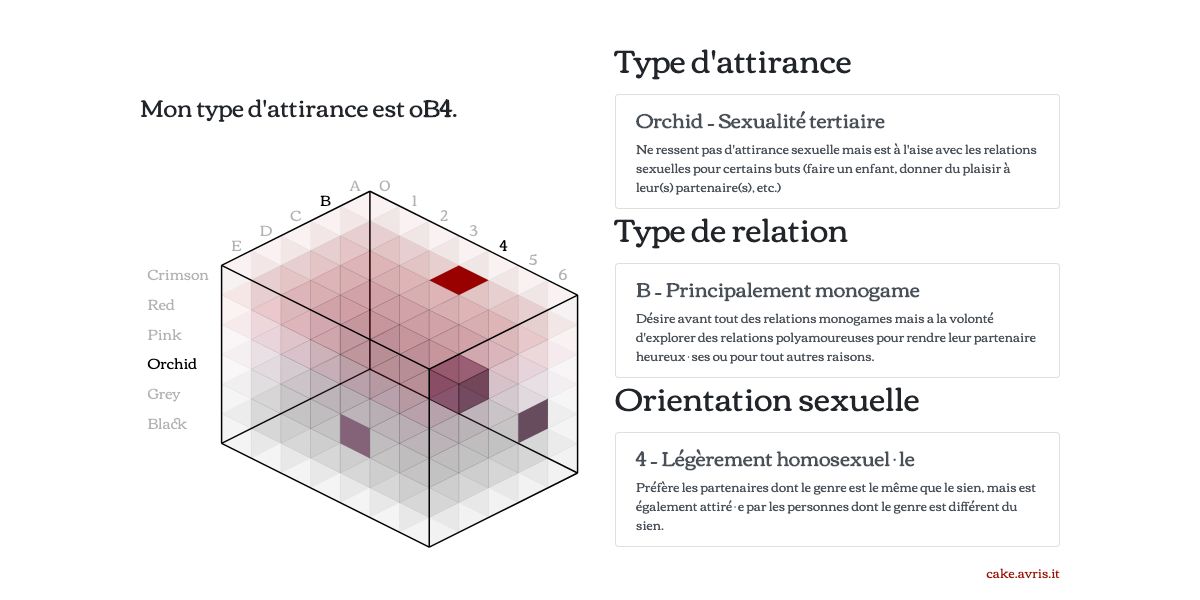 Mon type d'attirance est oB4.
A
O
B
1
C
2
D
3
E
4
5
6
Crimson
Red
Pink
Orchid
Grey
Black
Type d'attirance
Orchid - Sexualité tertiaire
Ne ressent pas d'attirance sexuelle mais est à l'aise avec les relations
sexuelles pour certains buts (faire un enfant, donner du plaisir à
leur(s) partenaire(s), etc.)
Type de relation
B - Principalement monogame
Désire avant tout des relations monogames mais a la volonté
d'explorer des relations polyamoureuses pour rendre leur partenaire
heureux·ses ou pour tout autres raisons.
Orientation sexuelle
4 - Légèrement homosexuel·le
Préfère les partenaires dont le genre est le même que le sien, mais est
également attiré·e par les personnes dont le genre est différent du
sien.
cake.avris.it